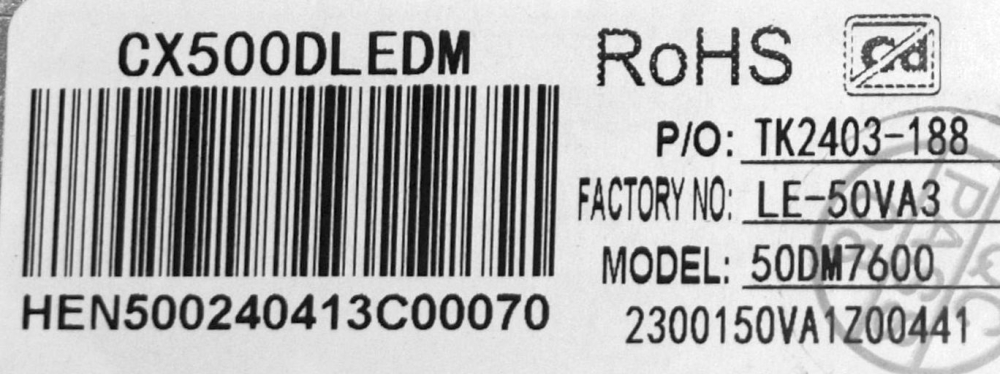 CX500DLEDM
HEN500240413C00070
RoHS
P/O: TK2403-188
FACTORY NO: LE-50VA3
MODEL: 50DM7600
2300150VA1Z00441